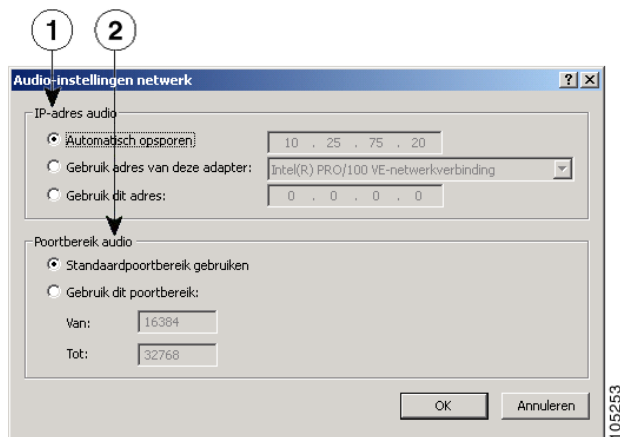 1 2
Audio-instellingen netwerk
IP-adres audio
Automatisch opsporen 10 . 25 . 75 . 20
Gebruik adres van deze adapter: Intel(R) PRO/100 VE-netwerkverbinding
Gebruik dit adres: 0 . 0 . 0 . 0
Poortbereik audio
Standaardpoortbereik gebruiken
Gebruik dit poortbereik:
Van: 16384
Tot: 32768
OK Annuleren
105253